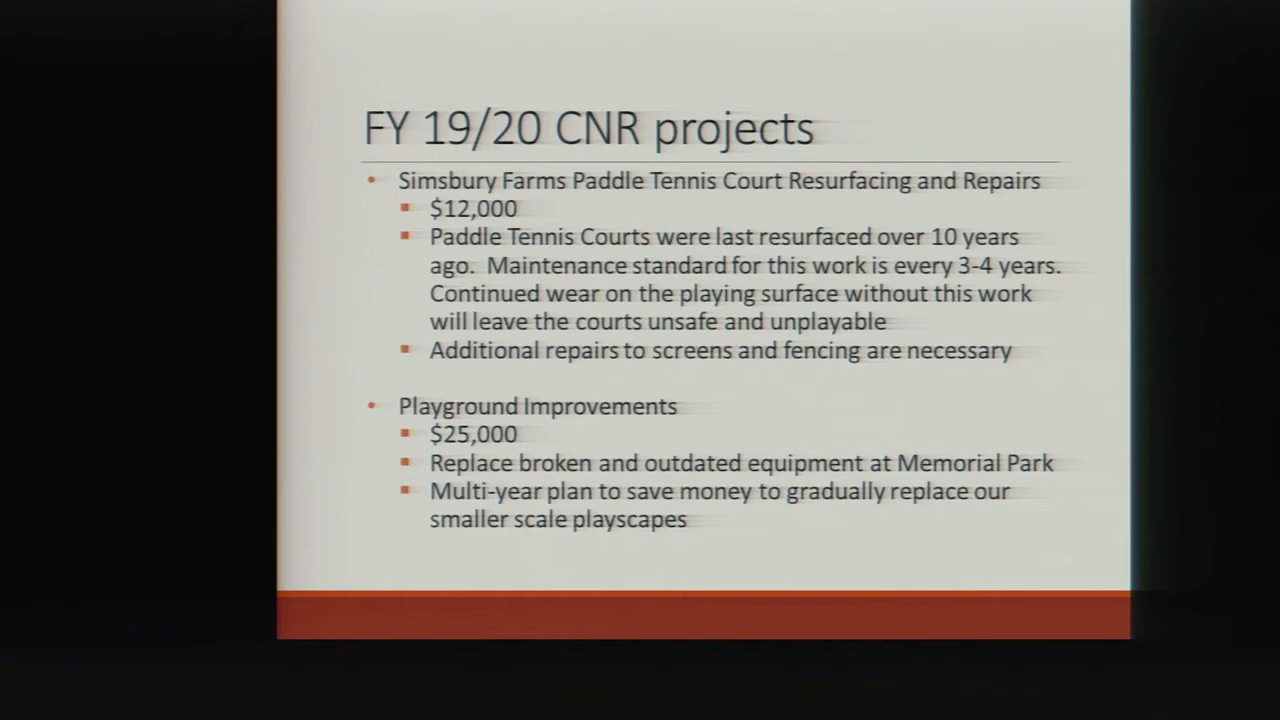 FY 19/20 CNR projects
• Simsbury Farms Paddle Tennis Court Resurfacing and Repairs
▪ $12,000
▪ Paddle Tennis Courts were last resurfaced over 10 years
ago.  Maintenance standard for this work is every 3-4 years.
Continued wear on the playing surface without this work
will leave the courts unsafe and unplayable
▪ Additional repairs to screens and fencing are necessary
• Playground Improvements
▪ $25,000
▪ Replace broken and outdated equipment at Memorial Park
▪ Multi-year plan to save money to gradually replace our
smaller scale playscapes